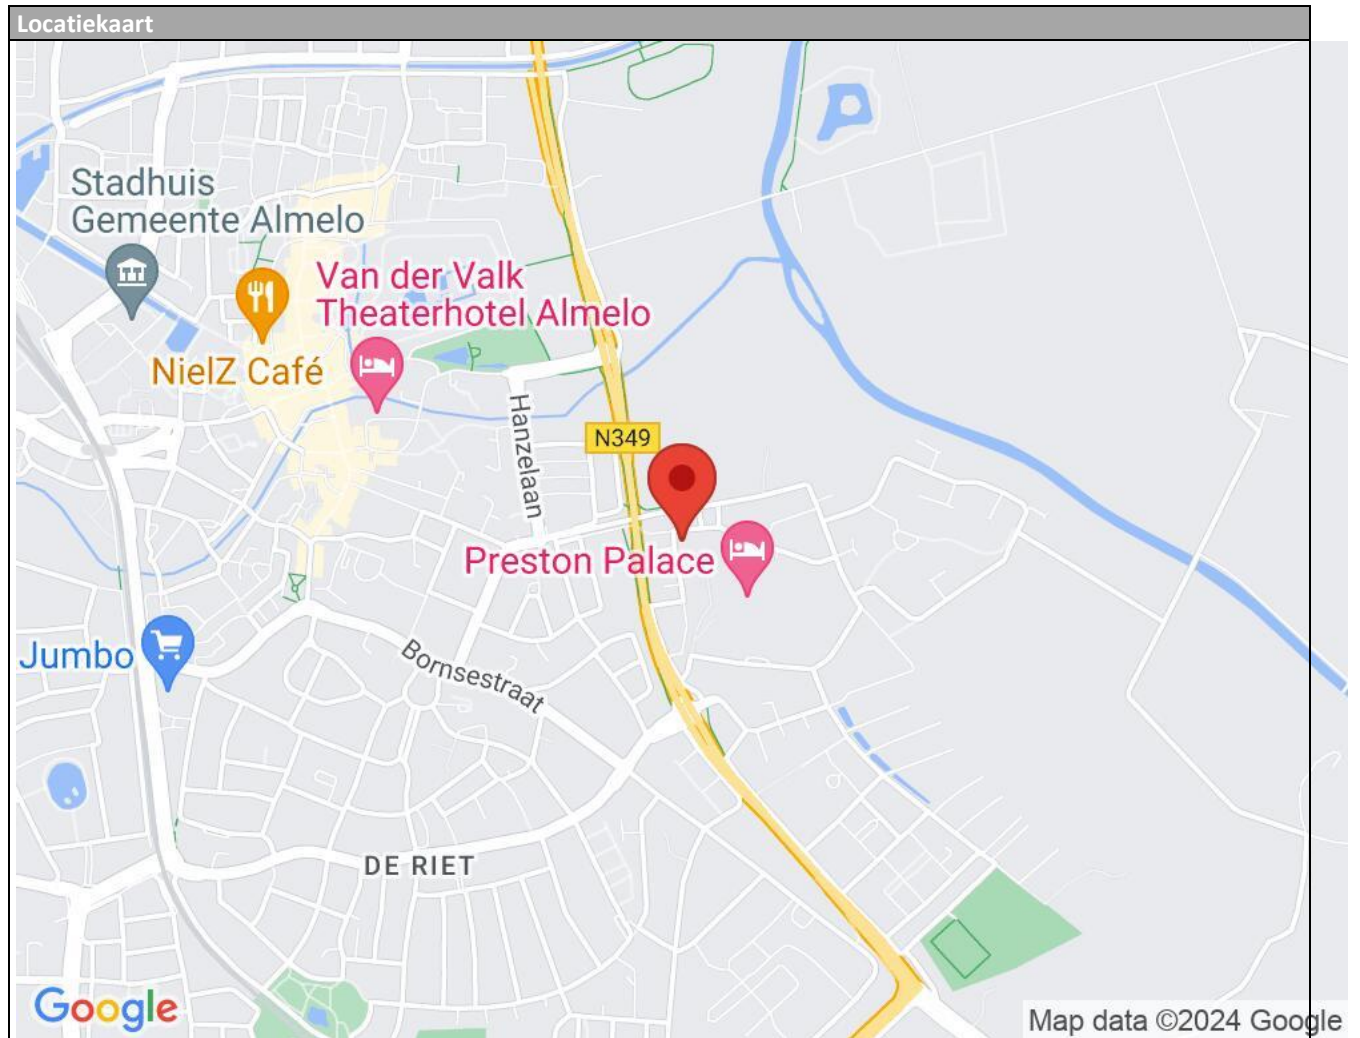 Locatiekaart
Stadhuis
Gemeente Almelo
Van der Valk
Theaterhotel Almelo
NielZ Café
Hanzelaan
N349
Preston Palace
Jumbo
Bornsestraat
DE RIET
Google
Map data ©2024 Google